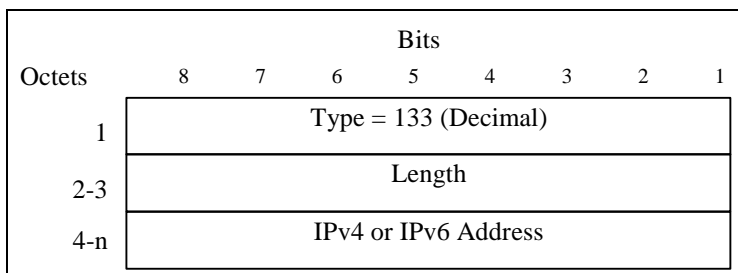 Bits
Octets 8 7 6 5 4 3 2 1
1 Type = 133 (Decimal)
2-3 Length
4-n IPv4 or IPv6 Address